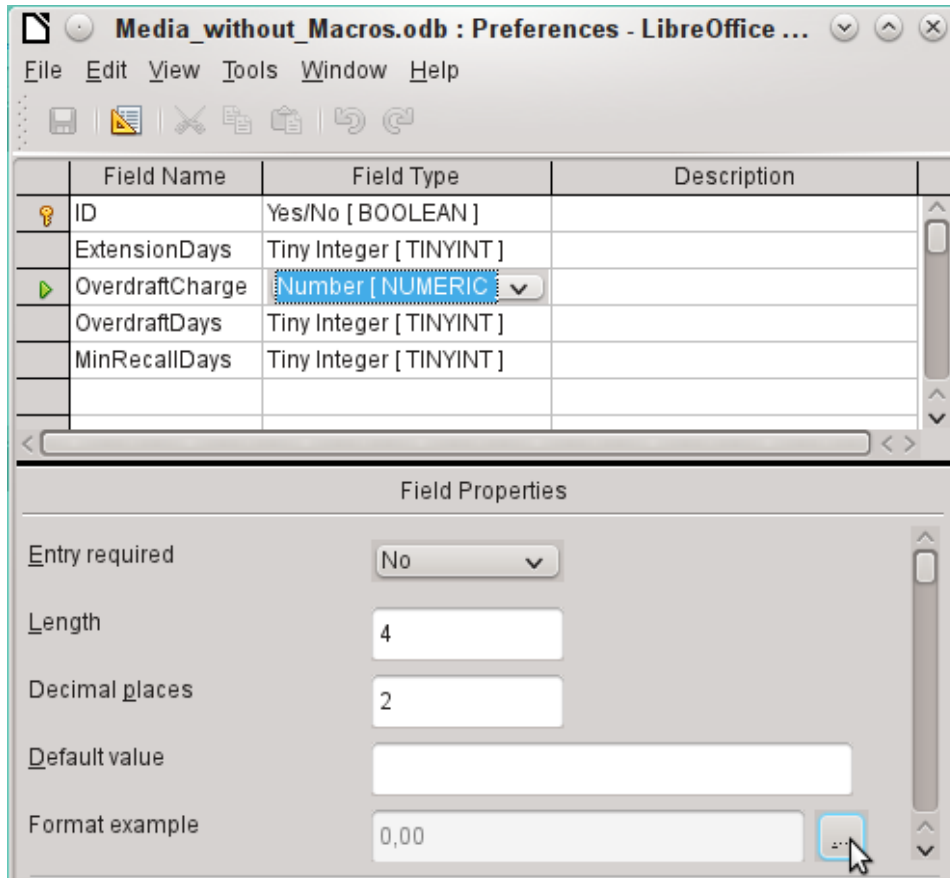 Media_without_Macros.odb : Preferences - LibreOffice ...
File Edit View Tools Window Help
Field Name Field Type Description
ID Yes/No [ BOOLEAN ]
ExtensionDays Tiny Integer [ TINYINT ]
OverdraftCharge Number [ NUMERIC
OverdraftDays Tiny Integer [ TINYINT ]
MinRecallDays Tiny Integer [ TINYINT ]
Field Properties
Entry required No
Length 4
Decimal places 2
Default value
Format example 0,00 ...